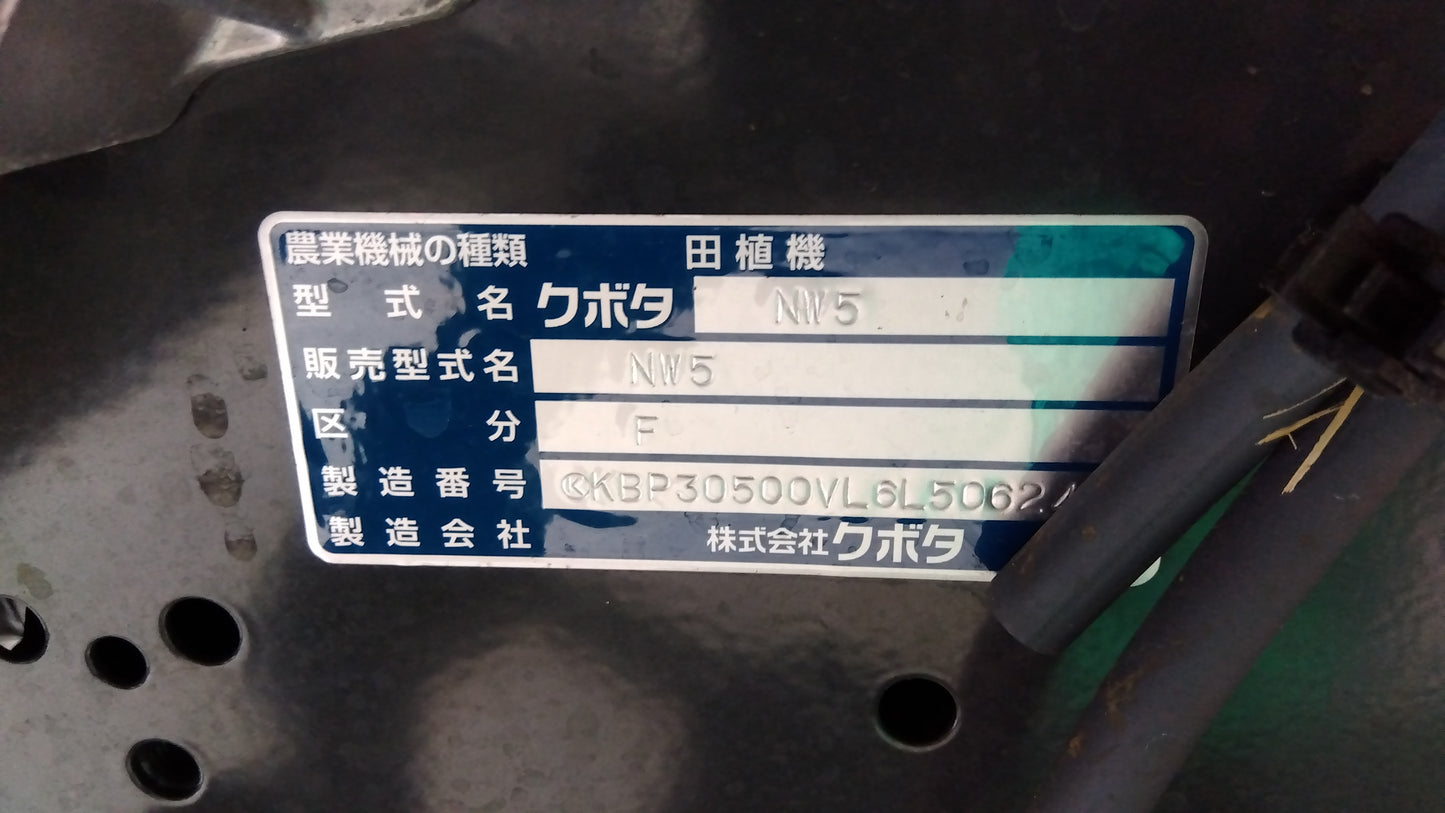 農業機械の種類 田植機
型式名 クボタ NW5
販売型式名 NW5
区分 F
製造番号 KBP30500VL6L5062
製造会社 株式会社クボタ